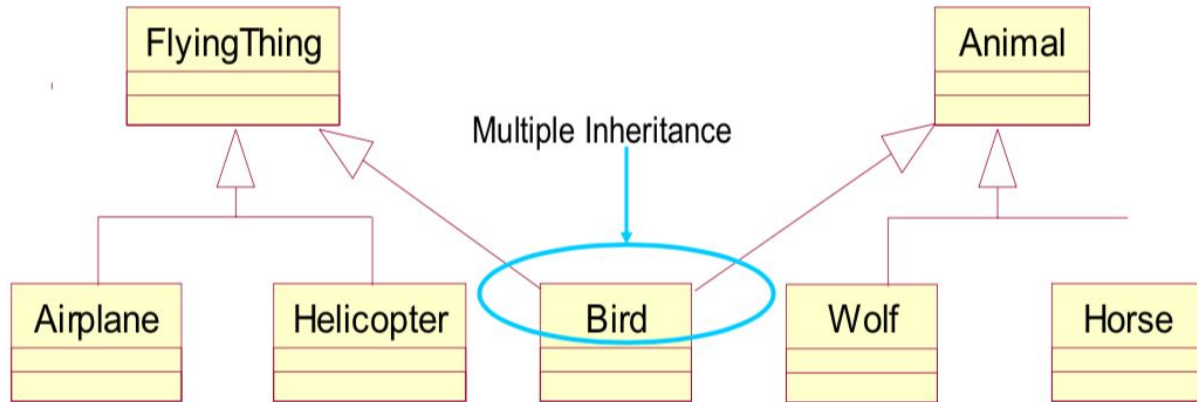 FlyingThing
Animal
Multiple Inheritance
Airplane
Helicopter
Bird
Wolf
Horse